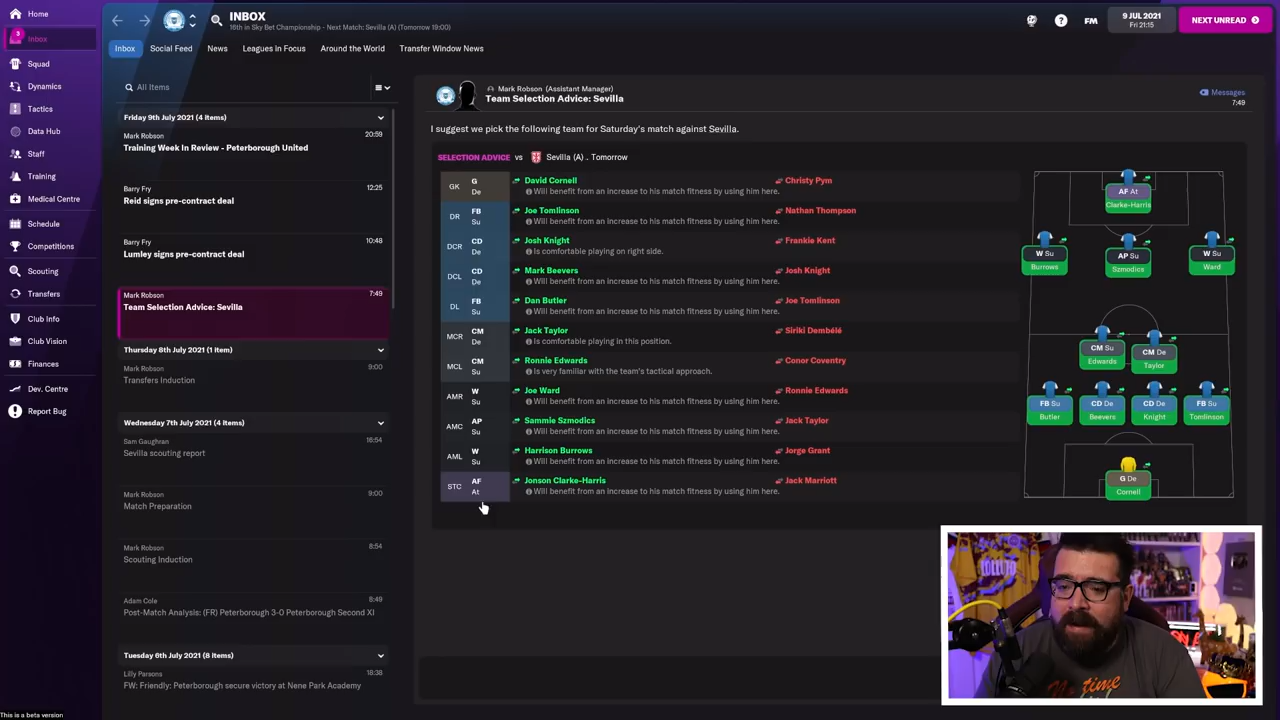 Home
INBOX
16th in Sky Bet Championship - Next Match: Sevilla (A) (Tomorrow 19:00)
FM
9 JUL 2021
Fri 21:15
NEXT UNREAD
3
Inbox
Squad
Dynamics
Tactics
Data Hub
Staff
Training
Medical Centre
Schedule
Competitions
Scouting
Transfers
Club Info
Club Vision
Finances
Dev. Centre
Report Bug
This is a beta version
Inbox
Social Feed
News
Leagues in Focus
Around the World
Transfer Window News
All Items
Friday 9th July 2021 (4 items)
Mark Robson 20:59
Training Week In Review - Peterborough United
Barry Fry 12:25
Reid signs pre-contract deal
Barry Fry 10:48
Lumley signs pre-contract deal
Mark Robson 7:49
Team Selection Advice: Sevilla
Thursday 8th July 2021 (1 item)
Mark Robson 9:00
Transfers Induction
Wednesday 7th July 2021 (4 items)
Sam Gaughran 16:54
Sevilla scouting report
Mark Robson 9:00
Match Preparation
Mark Robson 8:54
Scouting Induction
Adam Cole 8:49
Post-Match Analysis: (FR) Peterborough 3-0 Peterborough Second XI
Tuesday 6th July 2021 (8 items)
Lilly Parsons 18:38
FW: Friendly: Peterborough secure victory at Nene Park Academy
Mark Robson (Assistant Manager)
Team Selection Advice: Sevilla
Messages
7:49
I suggest we pick the following team for Saturday's match against Sevilla.
SELECTION ADVICE vs Sevilla (A) . Tomorrow
GK G De David Cornell Christy Pym
Will benefit from an increase to his match fitness by using him here.
DR FB Su Joe Tomlinson Nathan Thompson
Will benefit from an increase to his match fitness by using him here.
DCR CD De Josh Knight Frankie Kent
Is comfortable playing on right side.
DCL CD De Mark Beevers Josh Knight
Will benefit from an increase to his match fitness by using him here.
DL FB Su Dan Butler Joe Tomlinson
Will benefit from an increase to his match fitness by using him here.
MCR CM De Jack Taylor Siriki Dembélé
Is comfortable playing in this position.
MCL CM Su Ronnie Edwards Conor Coventry
Is very familiar with the team's tactical approach.
AMR W Su Joe Ward Ronnie Edwards
Will benefit from an increase to his match fitness by using him here.
AMC AP Su Sammie Szmodics Jack Taylor
Will benefit from an increase to his match fitness by using him here.
AML W Su Harrison Burrows Jorge Grant
Will benefit from an increase to his match fitness by using him here.
STC AF At Jonson Clarke-Harris Jack Marriott
Will benefit from an increase to his match fitness by using him here.
AF At
Clarke-Harris
W Su
Burrows
AP Su
Szmodics
W Su
Ward
CM Su
Edwards
CM De
Taylor
FB Su
Butler
CD De
Beevers
CD De
Knight
FB Su
Tomlinson
G De
Cornell
No time